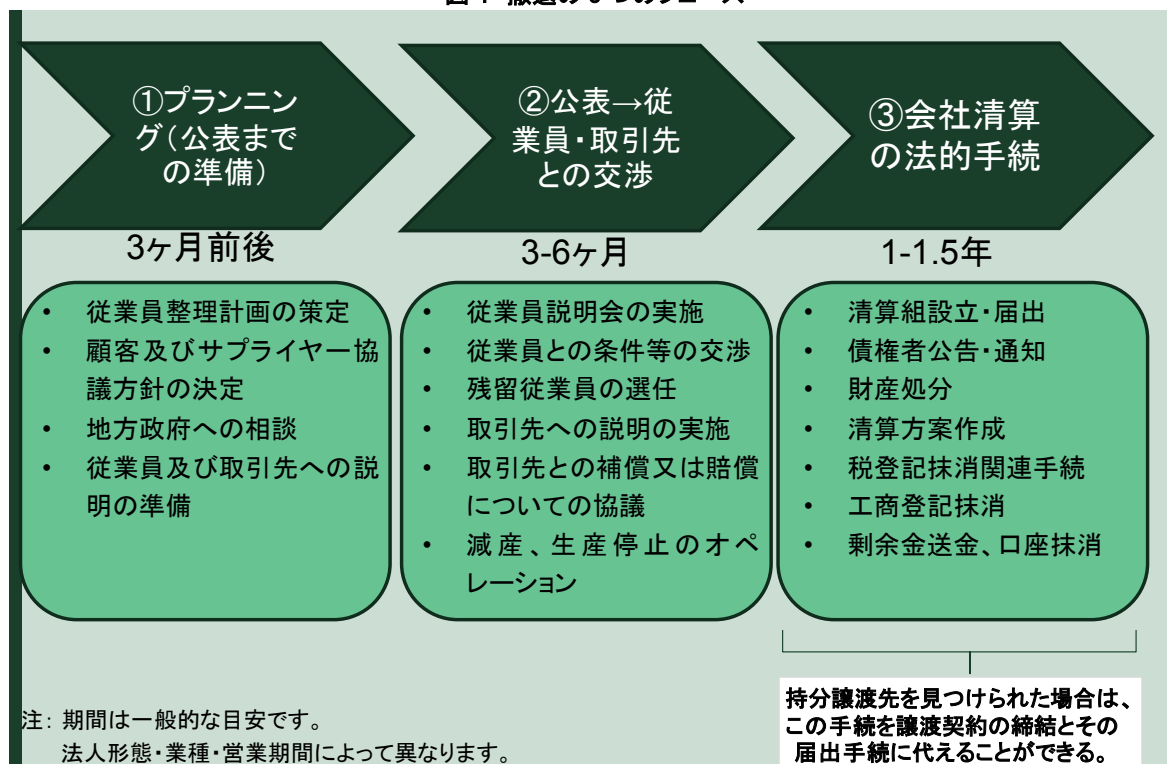 ①プランニン
グ（公表まで
の準備）
3ヶ月前後
• 従業員整理計画の策定
• 顧客及びサプライヤー協
議方針の決定
• 地方政府への相談
• 従業員及び取引先への説
明の準備
②公表→従
業員・取引先
との交渉
3-6ヶ月
• 従業員説明会の実施
• 従業員との条件等の交渉
• 残留従業員の選任
• 取引先への説明の実施
• 取引先との補償又は賠償
についての協議
• 減産、生産停止のオペ
レーション
③会社清算
の法的手続
1-1.5年
• 清算組設立・届出
• 債権者公告・通知
• 財産処分
• 清算方案作成
• 税登記抹消関連手続
• 工商登記抹消
• 剰余金送金、口座抹消
持分譲渡先を見つけられた場合は、
この手続を譲渡契約の締結とその
届出手続に代えることができる。
注： 期間は一般的な目安です。
法人形態・業種・営業期間によって異なります。